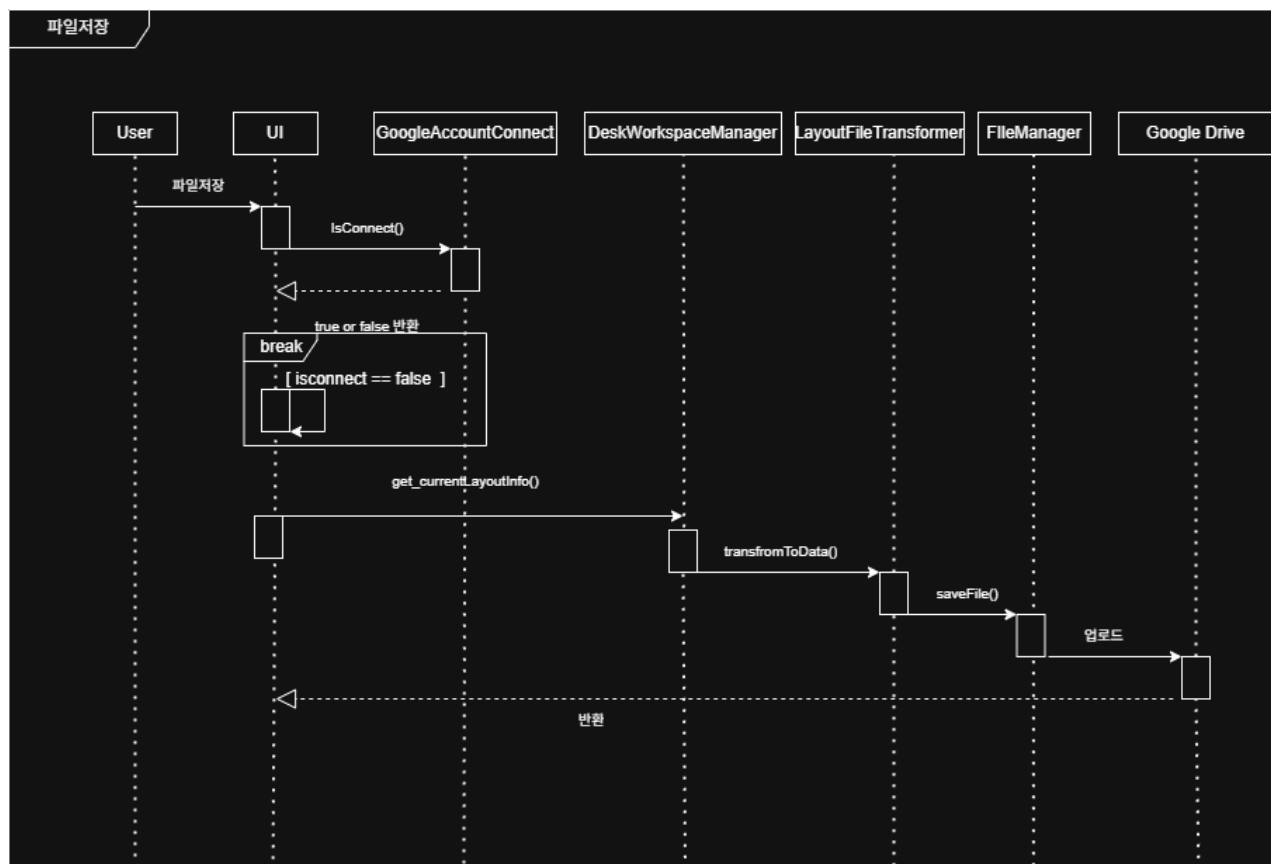 파일저장
User
UI
GoogleAccountConnect
DeskWorkspaceManager
LayoutFileTransformer
FIleManager
Google Drive
파일저장
IsConnect()
true or false 반환
break
[ isconnect == false ]
get_currentLayoutInfo()
transfromToData()
saveFile()
업로드
반환